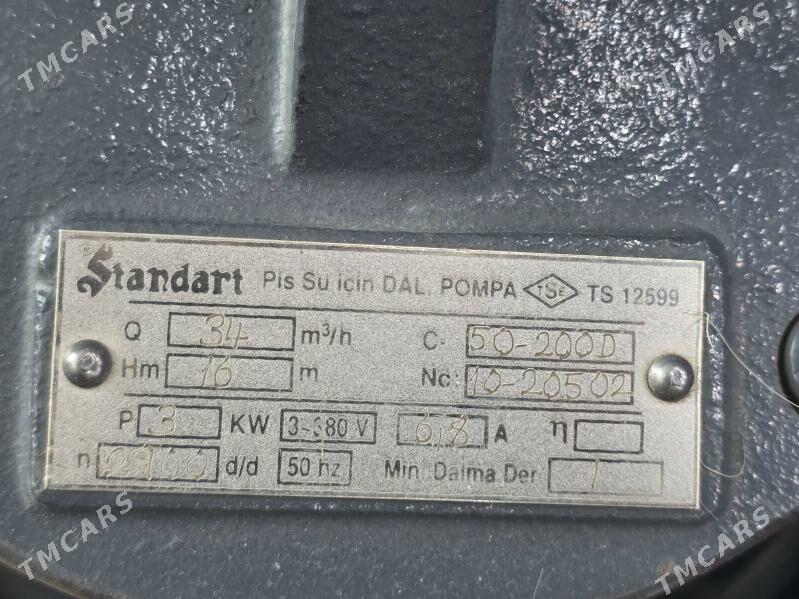 TMCARS
TMCARS
Standart Pis Su için DAL. POMPA TSE TS 12599
Q 34 m³/h C- 50-200D
Hm 16 m No: 10-20502
P 3 KW 3~380 V 6,8 A η
n 2900 d/d 50 hz Min. Dalma Der 1
TMCARS
TMCARS